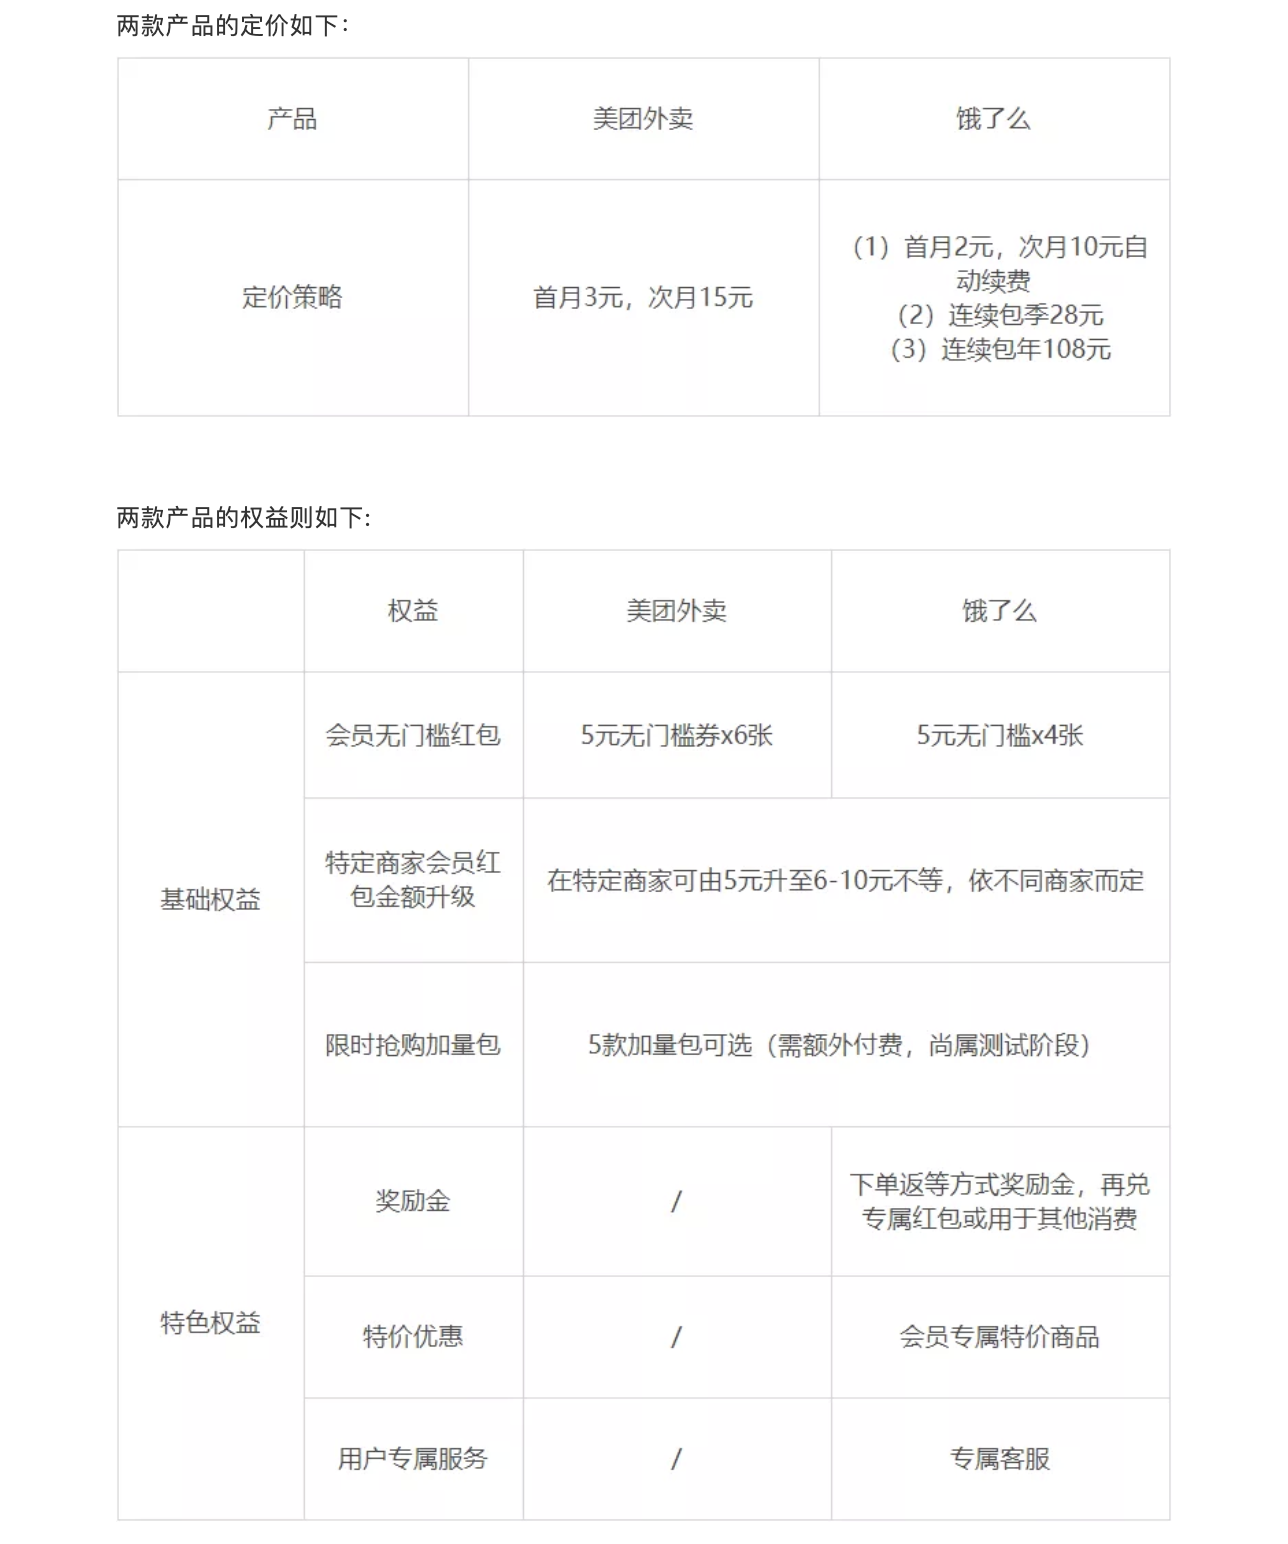 两款产品的定价如下：
产品
美团外卖
饿了么
定价策略
首月3元，次月15元
（1）首月2元，次月10元自
动续费
（2）连续包季28元
（3）连续包年108元
两款产品的权益则如下：
权益
美团外卖
饿了么
基础权益
会员无门槛红包
5元无门槛券x6张
5元无门槛x4张
特定商家会员红
包金额升级
在特定商家可由5元升至6-10元不等，依不同商家而定
限时抢购加量包
5款加量包可选（需额外付费，尚属测试阶段）
特色权益
奖励金
/
下单返等方式奖励金，再兑
专属红包或用于其他消费
特价优惠
/
会员专属特价商品
用户专属服务
/
专属客服